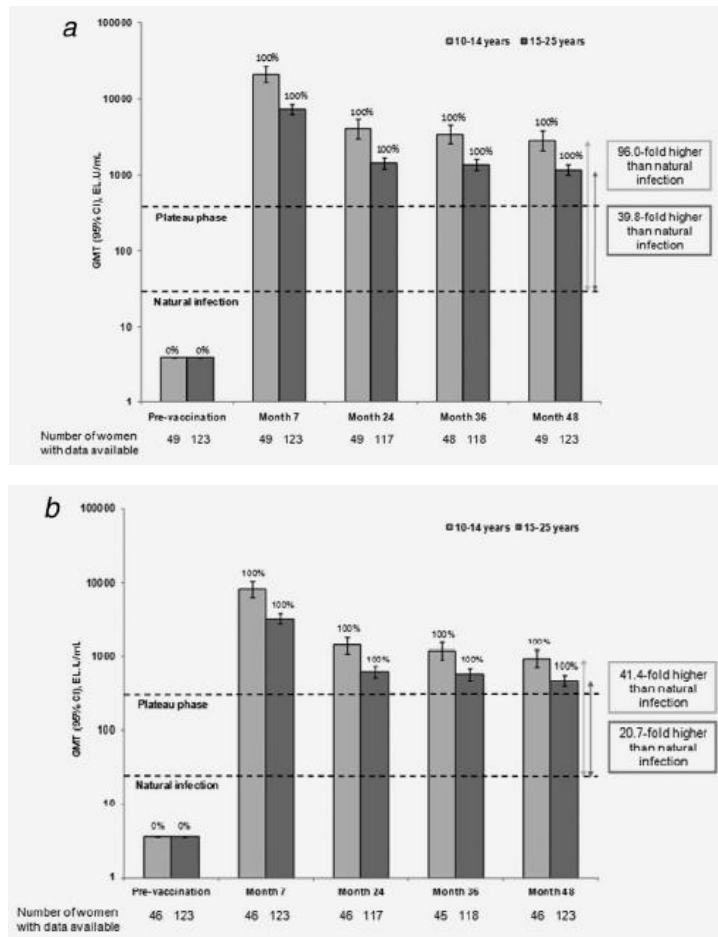 a
100000
10-14 years 15-25 years
100%
100%
10000
100%
100%
100%
100%
100%
100%
1000
96.0-fold higher
than natural
infection
Plateau phase
39.8-fold higher
than natural
infection
100
Natural infection
10
0% 0%
1
GMT (95% CI), EL.U/mL
Pre-vaccination Month 7 Month 24 Month 36 Month 48
Number of women
with data available
49 123 49 123 49 117 48 118 49 123
b
100000
10-14 years 15-25 years
10000
100%
100%
100%
100%
100%
100%
100%
100%
1000
41.4-fold higher
than natural
infection
Plateau phase
20.7-fold higher
than natural
infection
100
Natural infection
10
0% 0%
1
GMT (95% CI), EL.U/mL
Pre-vaccination Month 7 Month 24 Month 36 Month 48
Number of women
with data available
46 123 46 123 46 117 45 118 46 123